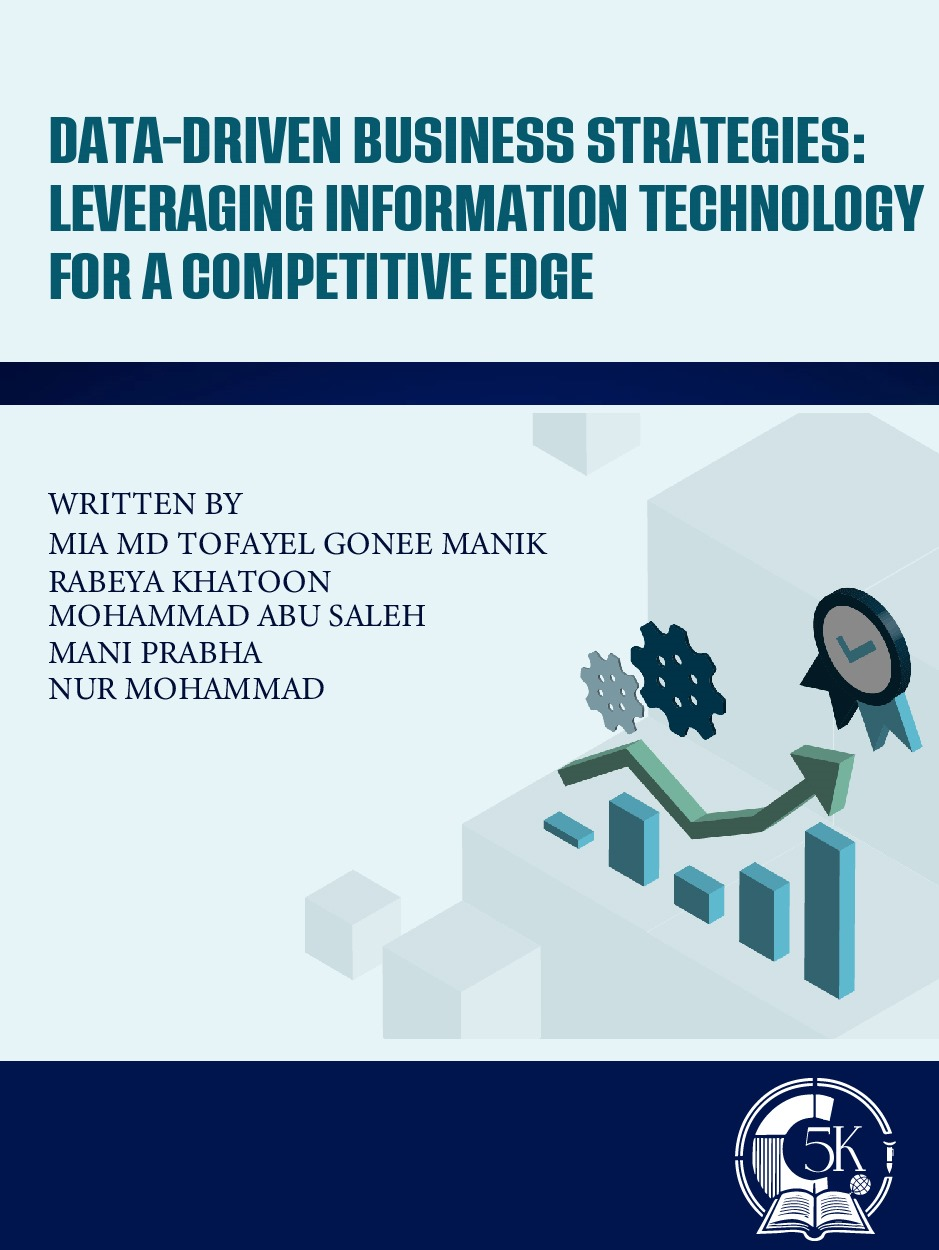 DATA-DRIVEN BUSINESS STRATEGIES:
LEVERAGING INFORMATION TECHNOLOGY
FOR A COMPETITIVE EDGE
WRITTEN BY
MIA MD TOFAYEL GONEE MANIK
RABEYA KHATOON
MOHAMMAD ABU SALEH
MANI PRABHA
NUR MOHAMMAD
5K